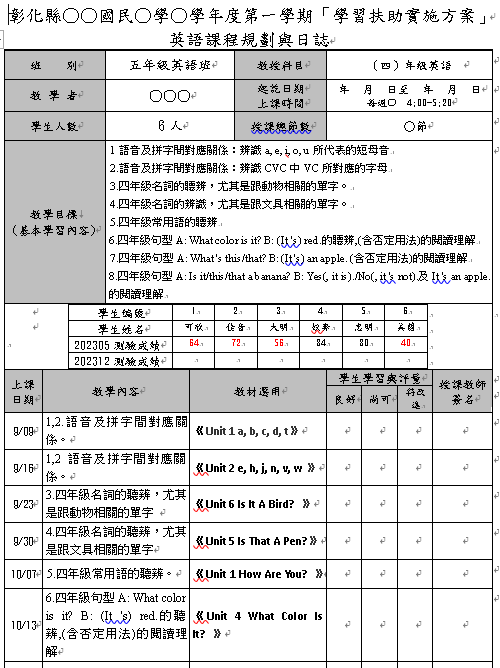 彰化縣○○國民○學○學年度第一學期「學習扶助實施方案」
英語課程規劃與日誌
班 別 五年級英語班 教授科目 (四)年級英語
教學者 ○○○ 起訖日期 年 月 日至 年 月 日
上課時間 每週○ 4:00-5:20
學生人數 6 人 授課總節數 ○節
教學目標
(基本學習內容)
1 語音及拼字間對應關係：辨識 a, e, i, o, u 所代表的短母音
2.語音及拼字間對應關係：辨識 CVC 中 VC 所對應的字母
3.四年級名詞的聽辨，尤其是跟動物相關的單字。
4.四年級名詞的辨識，尤其是跟文具相關的單字。
5.四年級常用語的聽辨
6.四年級句型 A: What color is it? B: (It's) red.的聽辨,(含否定用法)的閱讀理解
7.四年級句型 A: What's this/that? B: (It's) an apple. (含否定用法)的閱讀理解
8.四年級句型 A: Is it/this/that a banana? B: Yes(, it is)./No(, it's not).及 It's an apple.
的閱讀理解
學生編號 1 2 3 4 5 6
學生姓名 可欣 佳音 大明 忠明 美蘭
202305 測驗成績 64 72 56 84 80 40
202312 測驗成績
上課
日期 教學內容 教材選用 學生學習與評量 授課教師
簽名
良好 尚可 待改
進
9/09 1,2.語音及拼字間對應關
係。 《Unit 1 a, b, c, d, t》
9/16 1,2 語音及拼字間對應關
係。 《Unit 2 e, h, j, n, v, w 》
9/23 3.四年級名詞的聽辨，尤其
是跟動物相關的單字 《Unit 6 Is It A Bird? 》
9/30 4.四年級名詞的聽辨，尤其
是跟文具相關的單字 《Unit 5 Is That A Pen? 》
10/07 5.四年級常用語的聽辨。 《Unit 1 How Are You? 》
10/13 6.四年級句型 A: What color
is it? B: (It 's) red.的聽
辨,(含否定用法)的閱讀理
解 《Unit 4 What Color Is
It? 》